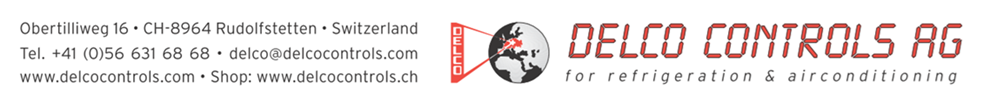 Obertilliweg 16 • CH-8964 Rudolfstetten • Switzerland
Tel. +41 (0)56 631 68 68 • delco@delcocontrols.com
www.delcocontrols.com • Shop: www.delcocontrols.ch
DELCO
DELCO CONTROLS AG
for refrigeration & airconditioning